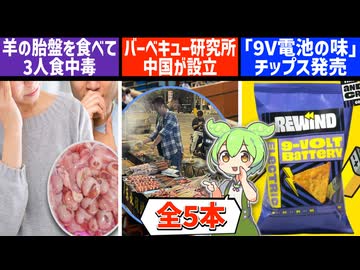 羊の胎盤を食べて
3人食中毒
バーベキュー研究所
中国が設立
「9V電池の味」
チップス発売
REWiND
9-VOLT
BATTERY
ELECTRIC
全5本